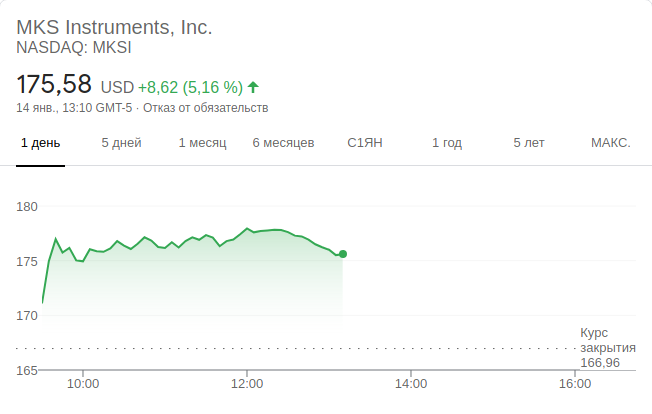 MKS Instruments, Inc.
NASDAQ: MKSI
175,58 USD +8,62 (5,16 %)
14 янв., 13:10 GMT-5 · Отказ от обязательств
1 день 5 дней 1 месяц 6 месяцев С1ЯН 1 год 5 лет МАКС.
180
175
170
Курс
закрытия
166,96
165
10:00 12:00 14:00 16:00